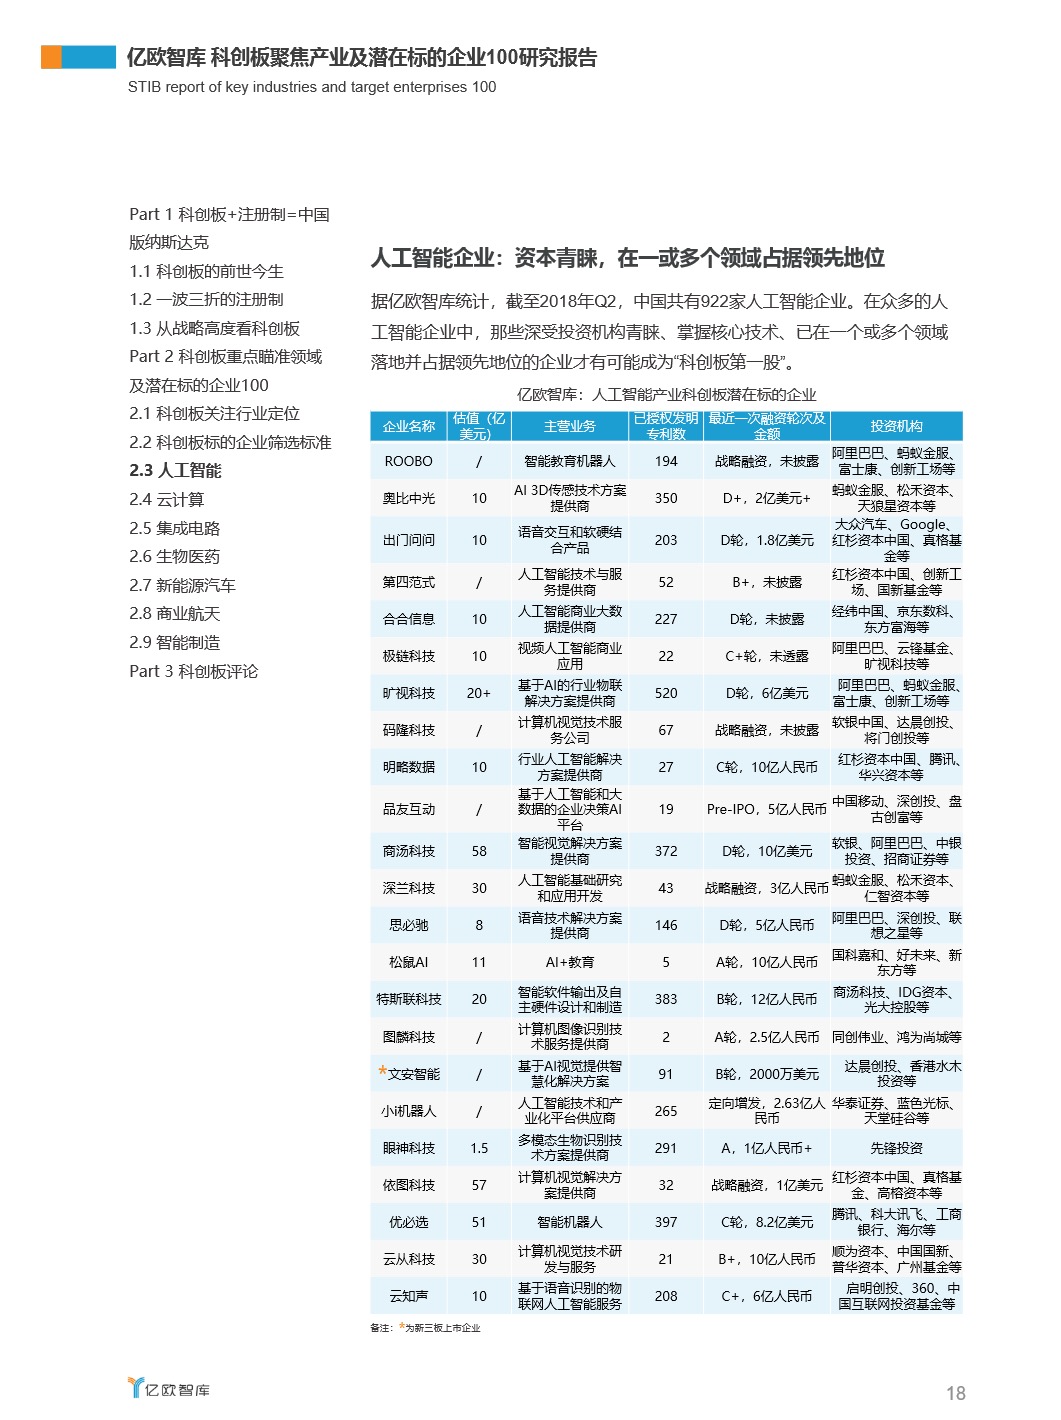 亿欧智库 科创板聚焦产业及潜在标的企业100研究报告
STIB report of key industries and target enterprises 100
Part 1 科创板+注册制=中国
版纳斯达克
1.1 科创板的前世今生
1.2 一波三折的注册制
1.3 从战略高度看科创板
Part 2 科创板重点瞄准领域
及潜在标的企业100
2.1 科创板关注行业定位
2.2 科创板标的企业筛选标准
2.3 人工智能
2.4 云计算
2.5 集成电路
2.6 生物医药
2.7 新能源汽车
2.8 商业航天
2.9 智能制造
Part 3 科创板评论
人工智能企业：资本青睐，在一或多个领域占据领先地位
据亿欧智库统计，截至2018年Q2，中国共有922家人工智能企业。在众多的人
工智能企业中，那些深受投资机构青睐、掌握核心技术、已在一个或多个领域
落地并占据领先地位的企业才有可能成为“科创板第一股”。
亿欧智库：人工智能产业科创板潜在标的企业
企业名称 估值（亿美元） 主营业务 已授权发明专利数 最近一次融资轮次及金额 投资机构
ROOBO / 智能教育机器人 194 战略融资，未披露 阿里巴巴、蚂蚁金服、富士康、创新工场等
奥比中光 10 AI 3D传感技术方案提供商 350 D+，2亿美元+ 蚂蚁金服、松禾资本、天狼星资本等
出门问问 10 语音交互和软硬结合产品 203 D轮，1.8亿美元 大众汽车、Google、红杉资本中国、真格基金等
第四范式 / 人工智能技术与服务提供商 52 B+，未披露 红杉资本中国、创新工场、国新基金等
合合信息 10 人工智能商业大数据提供商 227 D轮，未披露 经纬中国、京东数科、东方富海等
极链科技 10 视频人工智能商业应用 22 C+轮，未透露 阿里巴巴、云锋基金、旷视科技等
旷视科技 20+ 基于AI的行业物联解决方案提供商 520 D轮，6亿美元 阿里巴巴、蚂蚁金服、富士康、创新工场等
码隆科技 / 计算机视觉技术服务公司 67 战略融资，未披露 软银中国、达晨创投、将门创投等
明略数据 10 行业人工智能解决方案提供商 27 C轮，10亿人民币 红杉资本中国、腾讯、华兴资本等
品友互动 / 基于人工智能和大数据的企业决策AI平台 19 Pre-IPO，5亿人民币 中国移动、深创投、盘古创富等
商汤科技 58 智能视觉解决方案提供商 372 D轮，10亿美元 软银、阿里巴巴、中银投资、招商证券等
深兰科技 30 人工智能基础研究和应用开发 43 战略融资，3亿人民币 蚂蚁金服、松禾资本、仁智资本等
思必驰 8 语音技术解决方案提供商 146 D轮，5亿人民币 阿里巴巴、深创投、联想之星等
松鼠AI 11 AI+教育 5 A轮，10亿人民币 国科嘉和、好未来、新东方等
特斯联科技 20 智能软件输出及自主硬件设计和制造 383 B轮，12亿人民币 商汤科技、IDG资本、光大控股等
图麟科技 / 计算机图像识别技术服务提供商 2 A轮，2.5亿人民币 同创伟业、鸿为尚城等
*文安智能 / 基于AI视觉提供智慧化解决方案 91 B轮，2000万美元 达晨创投、香港水木投资等
小i机器人 / 人工智能技术和产业化平台供应商 265 定向增发，2.63亿人民币 华泰证券、蓝色光标、天堂硅谷等
眼神科技 1.5 多模态生物识别技术方案提供商 291 A，1亿人民币+ 先锋投资
依图科技 57 计算机视觉解决方案提供商 32 战略融资，1亿美元 红杉资本中国、真格基金、高榕资本等
优必选 51 智能机器人 397 C轮，8.2亿美元 腾讯、科大讯飞、工商银行、海尔等
云从科技 30 计算机视觉技术研发与服务 21 B+，10亿人民币 顺为资本、中国国新、普华资本、广州基金等
云知声 10 基于语音识别的物联网人工智能服务 208 C+，6亿人民币 启明创投、360、中国互联网投资基金等
备注：*为新三板上市企业
亿欧智库
18